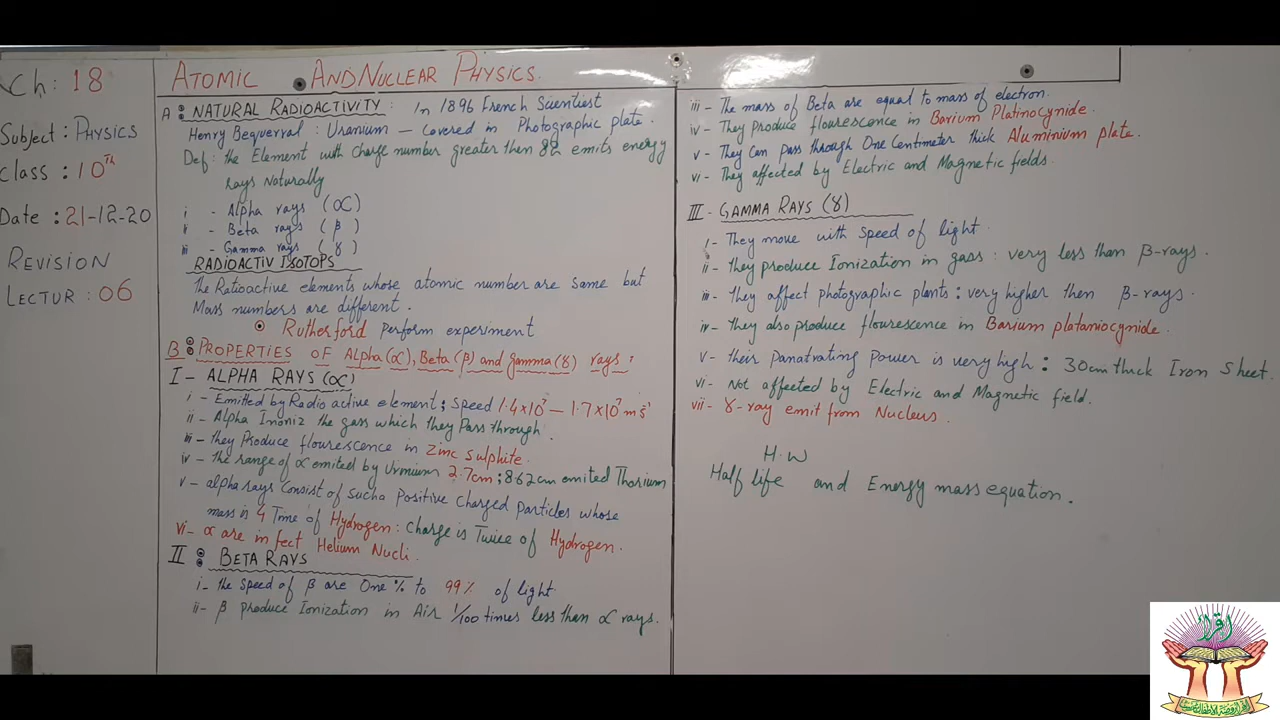 Ch: 18
Subject: Physics
Class: 10th
Date: 21-12-20
Revision
Lectur: 06
Atomic And Nuclear Physics.
A: Natural Radioactivity: In 1896 French Scientist
Henry Bequerral: Uranium – Covered in Photographic plate.
Def: the Element with charge number greater then 82 emits energy
rays Naturally
i - Alpha rays (α)
ii - Beta rays (β)
iii - Gamma rays (γ)
Radioactiv Isotops
The Ratioactive elements whose atomic number are same but
Mass numbers are different.
Rutherford Perform experiment
B: Properties of Alpha(α), Beta(β) and gamma(γ) rays:
I - Alpha Rays (α)
i - Emitted by Radio active element; Speed 1.4×10⁷ – 1.7×10⁷ ms⁻¹
ii - Alpha Inoniz the gass which they Pass through.
iii - they Produce flourescence in Zinc Sulphite.
iv - the range of α emited by Urmium 2.7cm; 8.62cm emited Thorium
v - alpha rays Consist of Sucha Positive Charged Particles whose
mass is 4 Time of Hydrogen: Charge is Twice of Hydrogen.
vi - α are in fect Helium Nucli.
II: Beta Rays
i - the Speed of β are One % to 99% of light
ii - β produce Ionization in Air 1/100 times less than α rays.
iii - The mass of Beta are equal to mass of electron.
iv - They produce flourescence in Barium Platinocynide.
v - They Can pass through One Centimeter thick Aluminium plate.
vi - They affected by Electric and Magnetic fields.
III - Gamma Rays (γ)
i - They move with Speed of light.
ii - they produce Ionization in gass: very less than β-rays.
iii - They affect photographic plants: very higher then β-rays.
iv - They also produce flourescence in Barium plataniocynide.
v - their Panatrating Power is very high: 30cm thick Iron Sheet.
vi - Not affected by Electric and Magnetic field.
vii - γ-ray emit from Nucleus.
H.W
Half life and Energy mass equation.
اقرأ